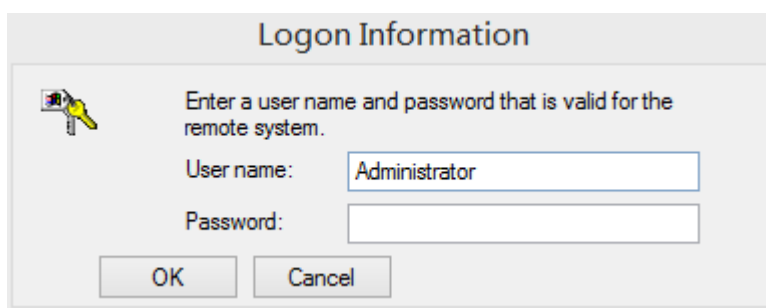 Logon Information
Enter a user name and password that is valid for the
remote system.
User name: Administrator
Password:
OK Cancel